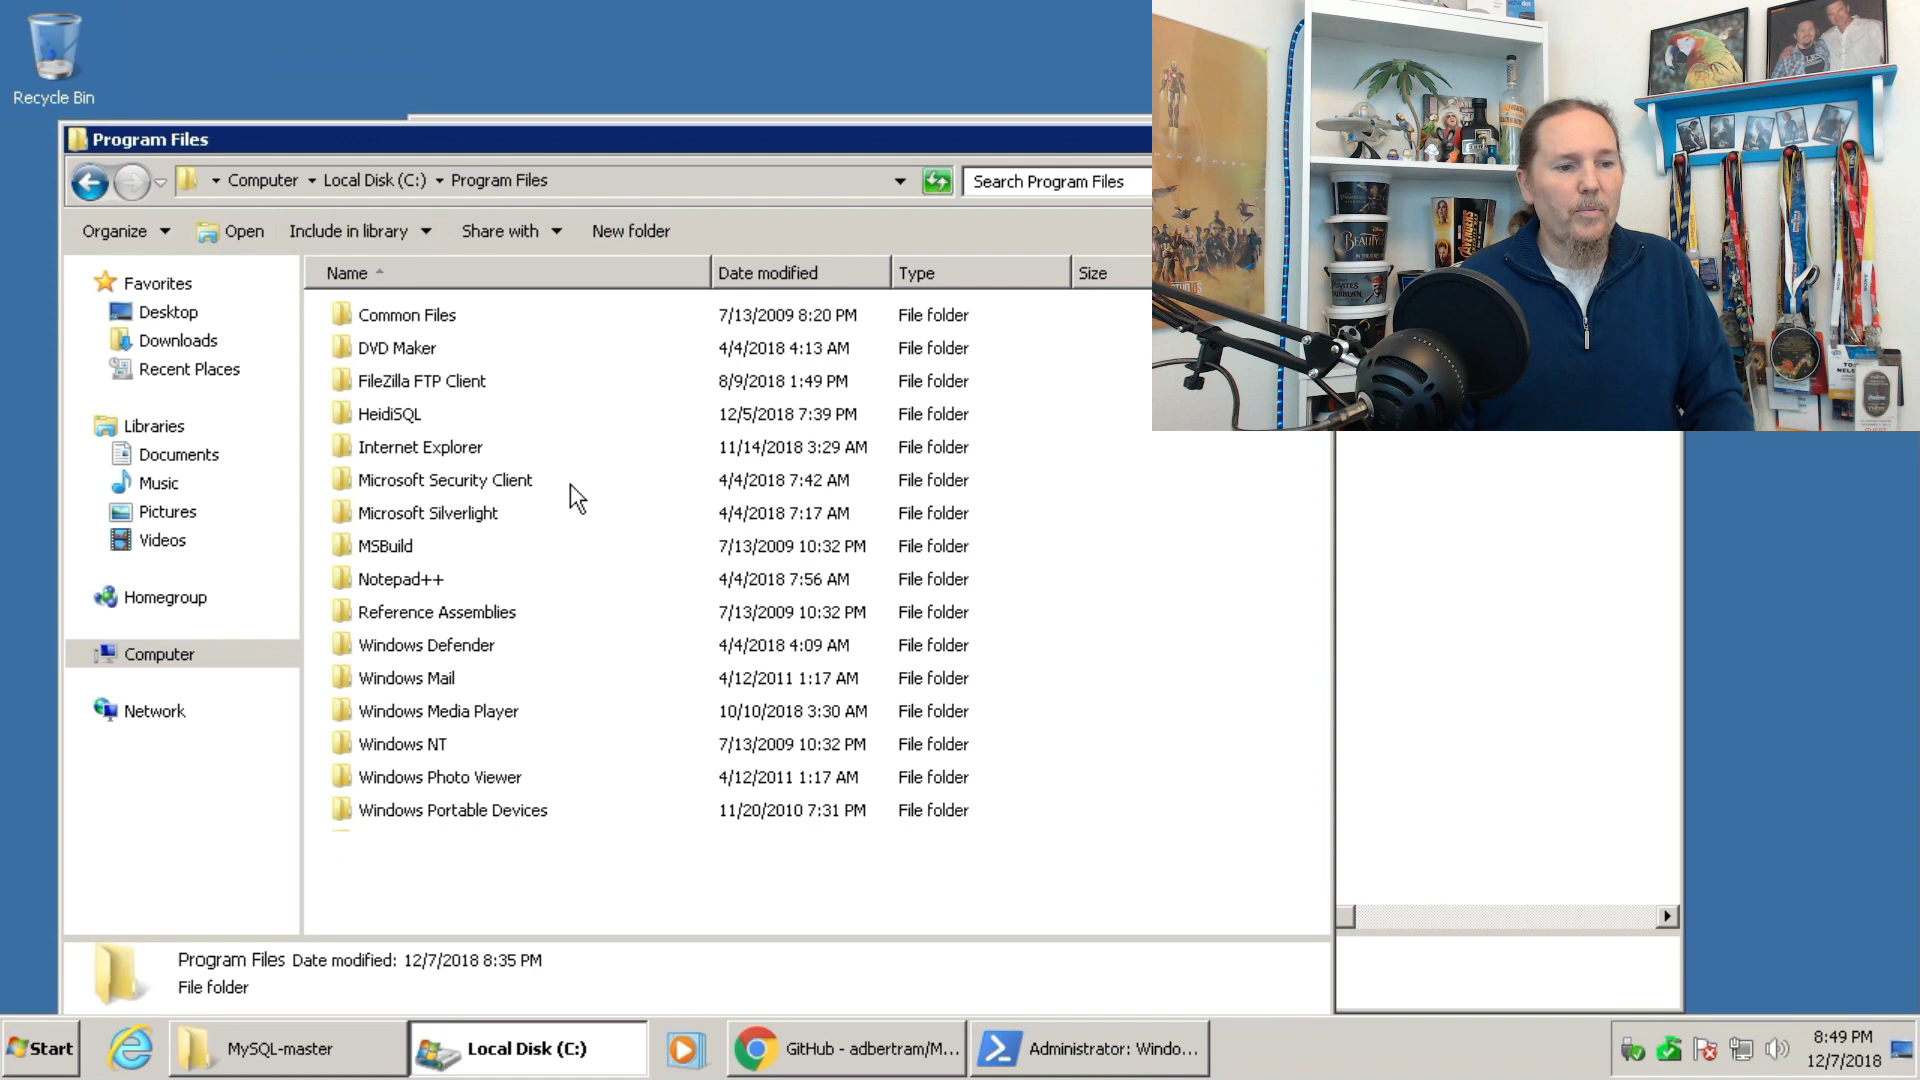 Recycle Bin
Program Files
Computer Local Disk (C:) Program Files
Search Program Files
Organize Open Include in library Share with New folder
Name Date modified Type Size
Favorites
Desktop
Downloads
Recent Places
Libraries
Documents
Music
Pictures
Videos
Homegroup
Computer
Network
Common Files 7/13/2009 8:20 PM File folder
DVD Maker 4/4/2018 4:13 AM File folder
FileZilla FTP Client 8/9/2018 1:49 PM File folder
HeidiSQL 12/5/2018 7:39 PM File folder
Internet Explorer 11/14/2018 3:29 AM File folder
Microsoft Security Client 4/4/2018 7:42 AM File folder
Microsoft Silverlight 4/4/2018 7:17 AM File folder
MSBuild 7/13/2009 10:32 PM File folder
Notepad++ 4/4/2018 7:56 AM File folder
Reference Assemblies 7/13/2009 10:32 PM File folder
Windows Defender 4/4/2018 4:09 AM File folder
Windows Mail 4/12/2011 1:17 AM File folder
Windows Media Player 10/10/2018 3:30 AM File folder
Windows NT 7/13/2009 10:32 PM File folder
Windows Photo Viewer 4/12/2011 1:17 AM File folder
Windows Portable Devices 11/20/2010 7:31 PM File folder
Program Files Date modified: 12/7/2018 8:35 PM
File folder
BEAUTY
AVENGERS
Start
MySQL-master
Local Disk (C:)
GitHub - adbertram/M...
Administrator: Windo...
8:49 PM
12/7/2018